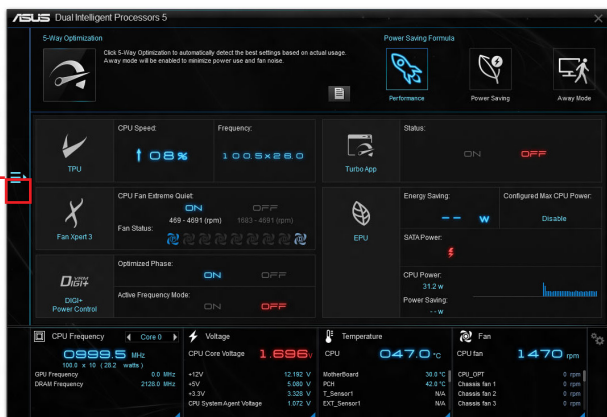 ASUS Dual Intelligent Processors 5
5-Way Optimization
Click 5-Way Optimization to automatically detect the best settings based on actual usage.
Away mode will be enabled to minimize power use and fan noise.
Power Saving Formula
Performance
Power Saving
Away Mode
TPU
CPU Speed:
08%
Frequency:
100.5x26.0
Turbo App
Status:
ON OFF
Fan Xpert 3
CPU Fan Extreme Quiet:
ON OFF
469 - 4691 (rpm) 1683 - 4691 (rpm)
Fan Status:
EPU
Energy Saving:
-- w
Configured Max CPU Power:
Disable
SATA Power:
CPU Power:
31.2 w
Power Saving:
-- w
DIGI+ VRM
DIGI+
Power Control
Optimized Phase:
ON OFF
Active Frequency Mode:
ON OFF
CPU Frequency Core 0
0999.5 MHz
100.0 x 10 (28.2 watts)
GPU Frequency 0.0 MHz
DRAM Frequency 2128.0 MHz
Voltage
CPU Core Voltage 1.696v
+12V 12.192 V
+5V 5.080 V
+3.3V 3.328 V
CPU System Agent Voltage 1.072 V
Temperature
CPU 047.0 °C
MotherBoard 30.0 °C
PCH 42.0 °C
T_Sensor1 N/A
EXT_Sensor1 N/A
Fan
CPU fan 1470 rpm
CPU_OPT 0 rpm
Chassis fan 1 0 rpm
Chassis fan 2 0 rpm
Chassis fan 3 0 rpm